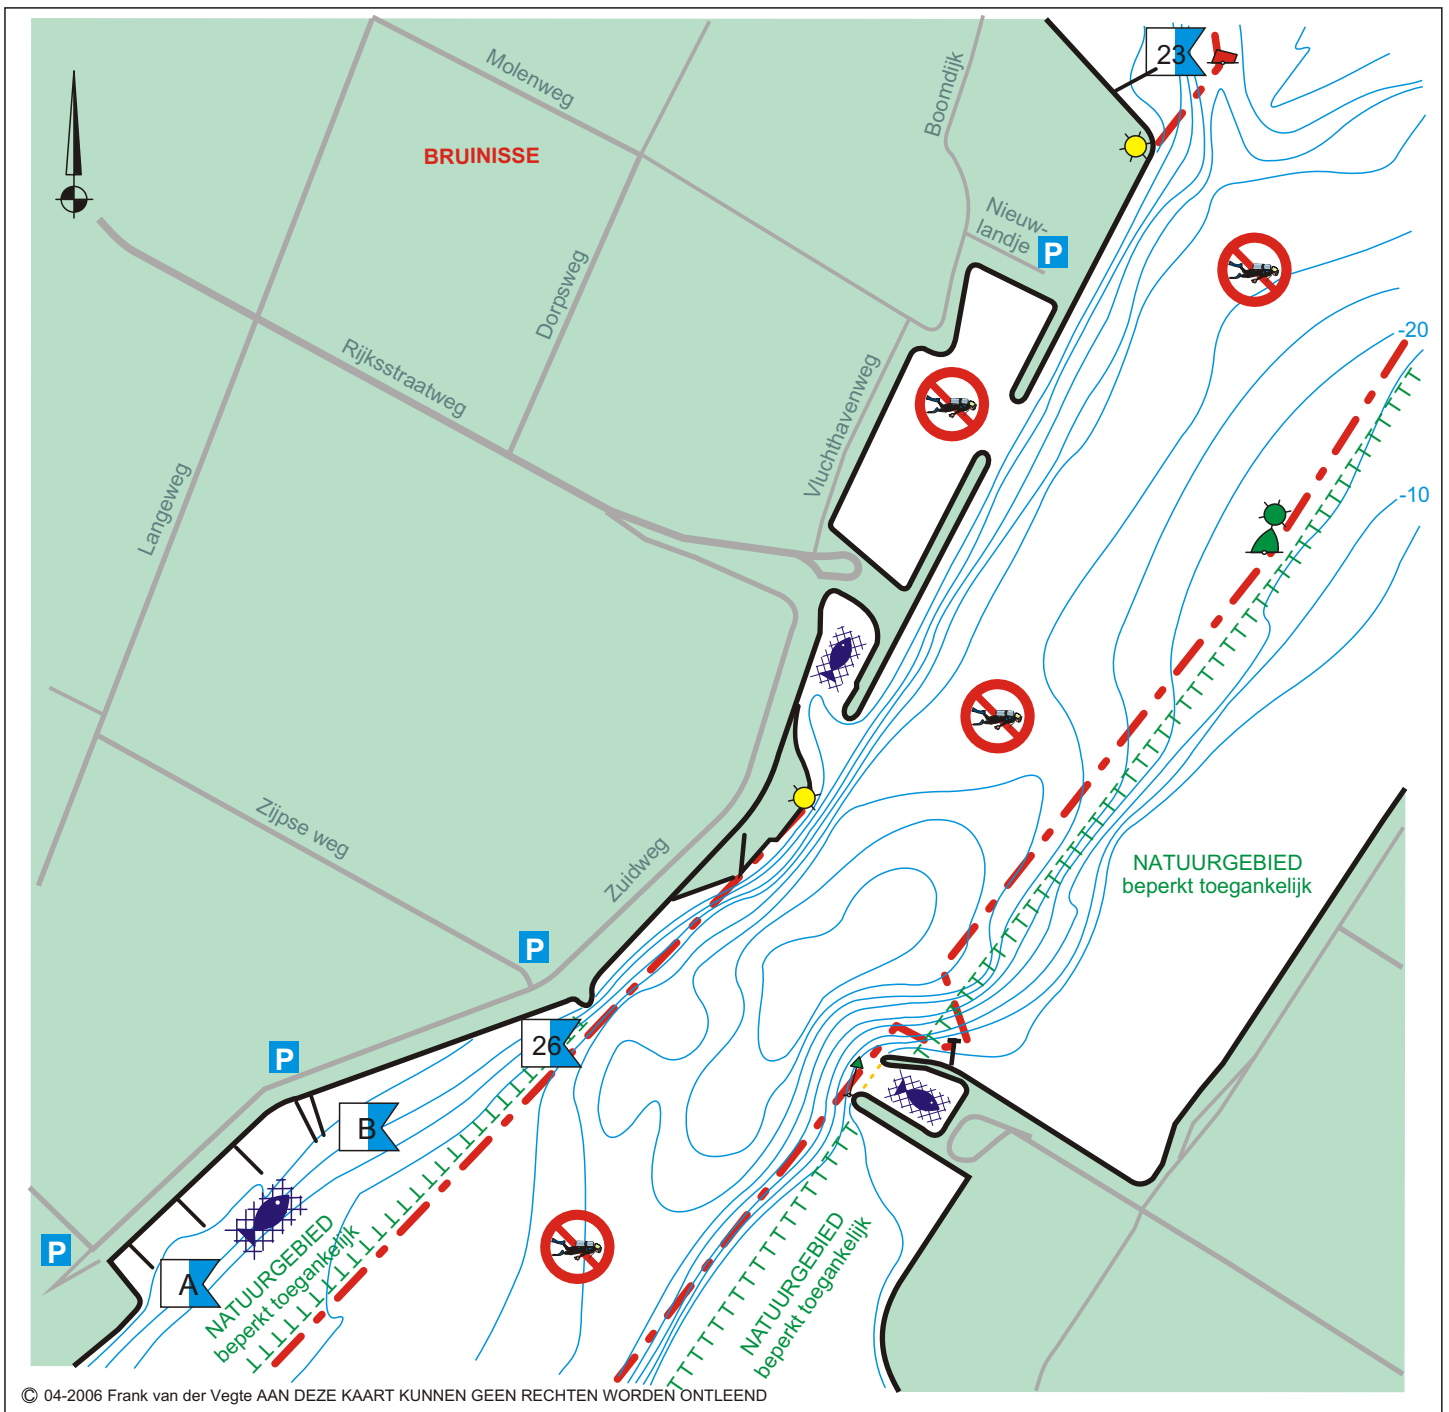 23
Molenweg
Boomdijk
BRUINISSE
Nieuw-
landje
P
Dorpsweg
-20
Rijksstraatweg
Vluchthavenweg
Langeweg
-10
Zijpse weg
Zuidweg
NATUURGEBIED
beperkt toegankelijk
P
26
P
B
P
A
NATUURGEBIED
beperkt toegankelijk
NATUURGEBIED
beperkt toegankelijk
© 04-2006 Frank van der Vegte AAN DEZE KAART KUNNEN GEEN RECHTEN WORDEN ONTLEEND